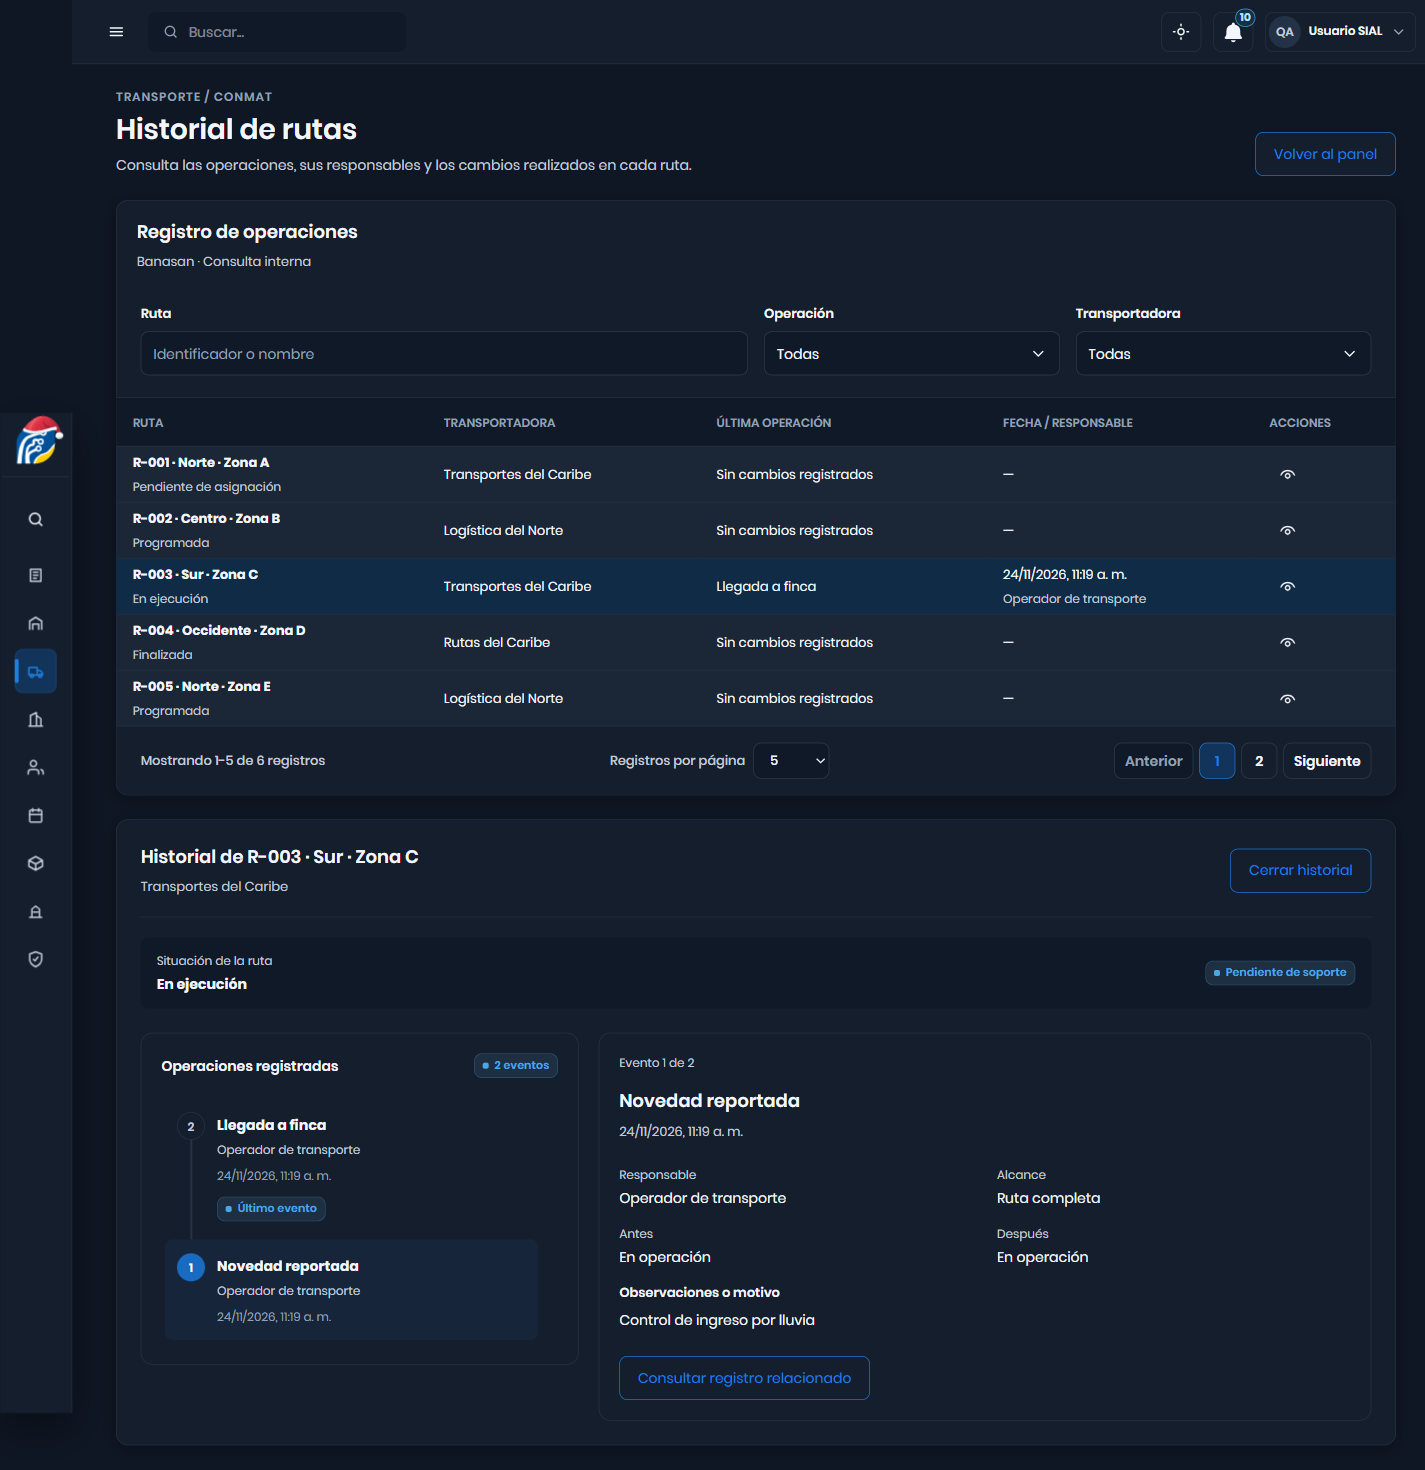 Buscar...
10
QA
Usuario SIAL
TRANSPORTE / CONMAT
Historial de rutas
Consulta las operaciones, sus responsables y los cambios realizados en cada ruta.
Volver al panel
Registro de operaciones
Banasan · Consulta interna
Ruta
Operación
Transportadora
Identificador o nombre
Todas
Todas
RUTA
TRANSPORTADORA
ÚLTIMA OPERACIÓN
FECHA / RESPONSABLE
ACCIONES
R-001 · Norte · Zona A
Pendiente de asignación
Transportes del Caribe
Sin cambios registrados
—
R-002 · Centro · Zona B
Programada
Logística del Norte
Sin cambios registrados
—
R-003 · Sur · Zona C
En ejecución
Transportes del Caribe
Llegada a finca
24/11/2026, 11:19 a. m.
Operador de transporte
R-004 · Occidente · Zona D
Finalizada
Rutas del Caribe
Sin cambios registrados
—
R-005 · Norte · Zona E
Programada
Logística del Norte
Sin cambios registrados
—
Mostrando 1-5 de 6 registros
Registros por página
5
Anterior
1
2
Siguiente
Historial de R-003 · Sur · Zona C
Transportes del Caribe
Cerrar historial
Situación de la ruta
En ejecución
Pendiente de soporte
Operaciones registradas
2 eventos
2
Llegada a finca
Operador de transporte
24/11/2026, 11:19 a. m.
Último evento
1
Novedad reportada
Operador de transporte
24/11/2026, 11:19 a. m.
Evento 1 de 2
Novedad reportada
24/11/2026, 11:19 a. m.
Responsable
Operador de transporte
Alcance
Ruta completa
Antes
En operación
Después
En operación
Observaciones o motivo
Control de ingreso por lluvia
Consultar registro relacionado